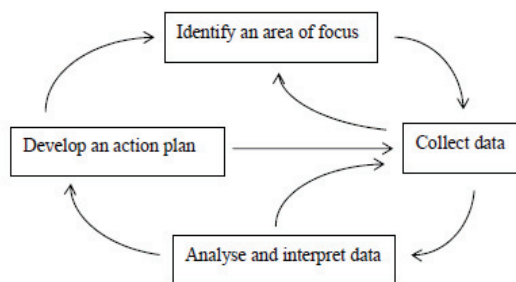 Identify an area of focus
Develop an action plan
Collect data
Analyse and interpret data